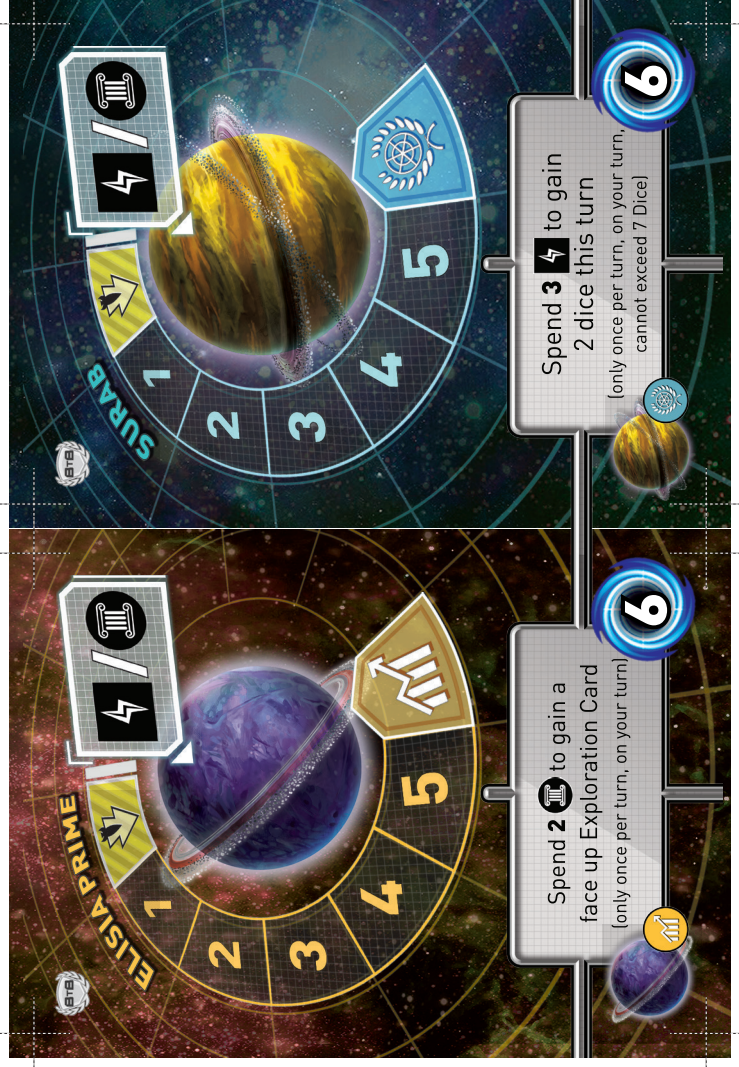 BTB
ELISIA PRIME
1
2
3
4
5
6
Spend 2 to gain a
face up Exploration Card
(only once per turn, on your turn)
BTB
SURAB
1
2
3
4
5
6
Spend 3 to gain
2 dice this turn
(only once per turn, on your turn,
cannot exceed 7 Dice)